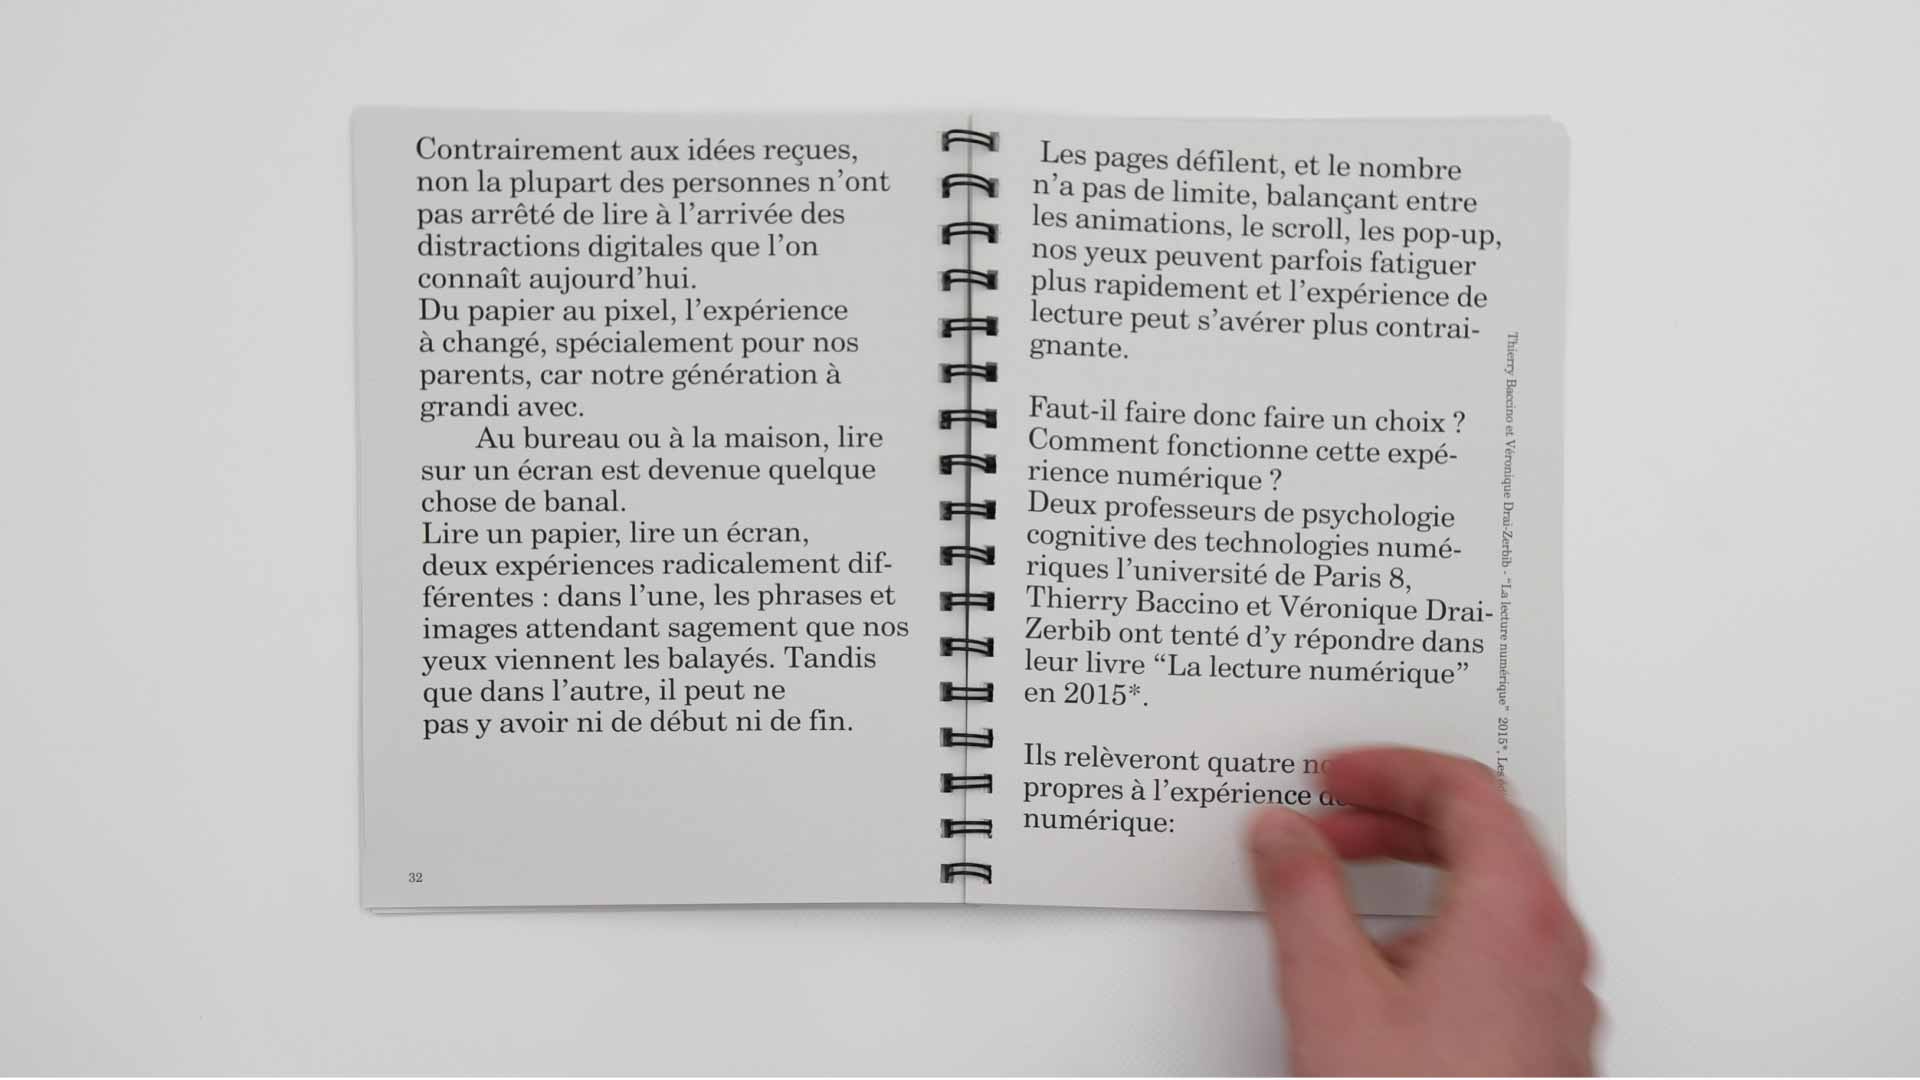 Contrairement aux idées reçues,
non la plupart des personnes n’ont
pas arrêté de lire à l’arrivée des
distractions digitales que l’on
connaît aujourd’hui.
Du papier au pixel, l’expérience
à changé, spécialement pour nos
parents, car notre génération à
grandi avec.
Au bureau ou à la maison, lire
sur un écran est devenue quelque
chose de banal.
Lire un papier, lire un écran,
deux expériences radicalement dif-
férentes : dans l’une, les phrases et
images attendant sagement que nos
yeux viennent les balayés. Tandis
que dans l’autre, il peut ne
pas y avoir ni de début ni de fin.
32
Les pages défilent, et le nombre
n’a pas de limite, balançant entre
les animations, le scroll, les pop-up,
nos yeux peuvent parfois fatiguer
plus rapidement et l’expérience de
lecture peut s’avérer plus contrai-
gnante.
Faut-il faire donc faire un choix ?
Comment fonctionne cette expé-
rience numérique ?
Deux professeurs de psychologie
cognitive des technologies numé-
riques l’université de Paris 8,
Thierry Baccino et Véronique Drai-
Zerbib ont tenté d’y répondre dans
leur livre “La lecture numérique”
en 2015*.
Ils relèveront quatre
propres à l’expérience
numérique:
Thierry Baccino et Véronique Drai-Zerbib - “La lecture numérique” 2015*, Les